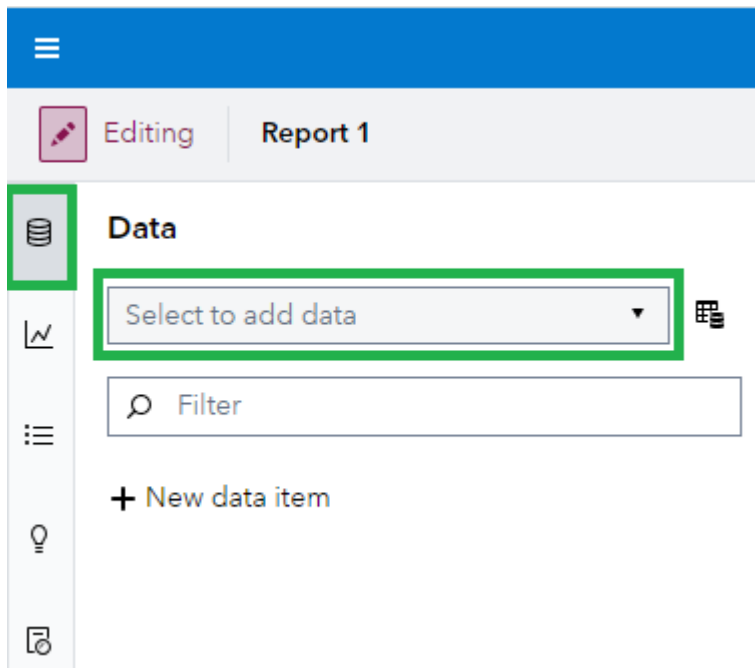 Editing Report 1
Data
Select to add data
Filter
New data item